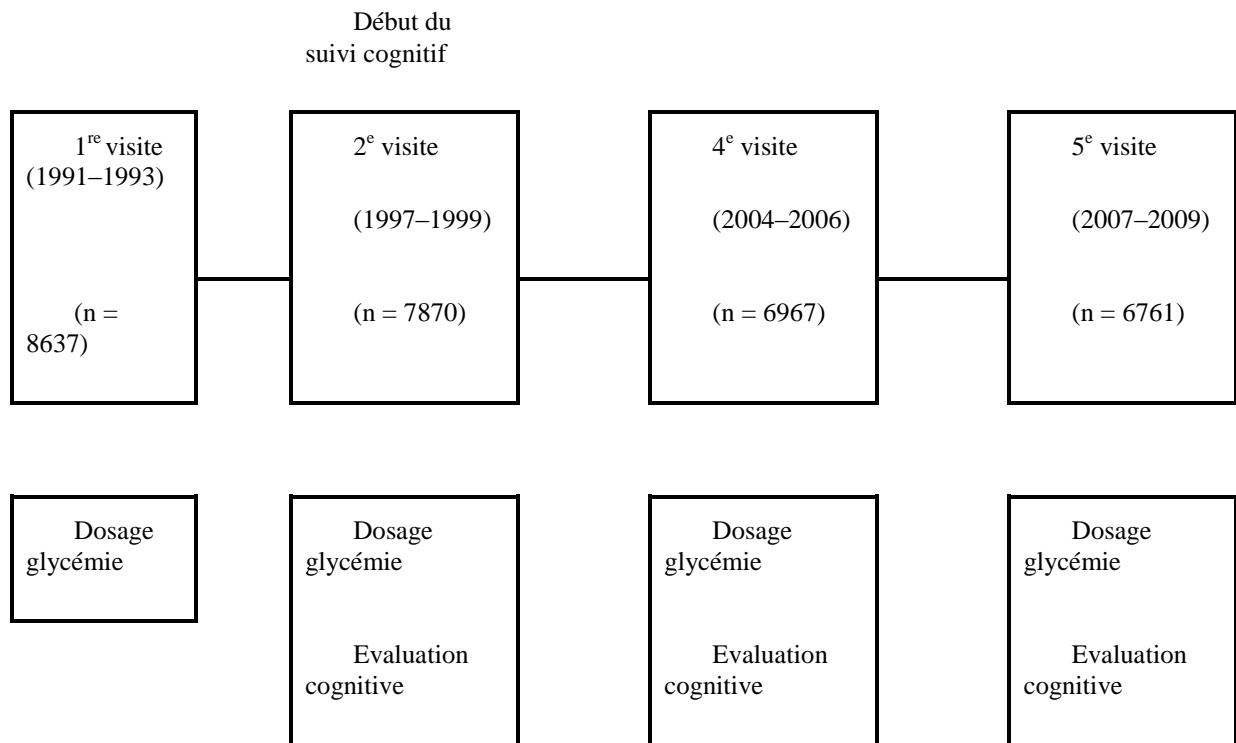 Début du
suivi cognitif
1re visite
(1991–1993)
(n =
8637)
2e visite
(1997–1999)
(n = 7870)
4e visite
(2004–2006)
(n = 6967)
5e visite
(2007–2009)
(n = 6761)
Dosage
glycémie
Dosage
glycémie
Evaluation
cognitive
Dosage
glycémie
Evaluation
cognitive
Dosage
glycémie
Evaluation
cognitive